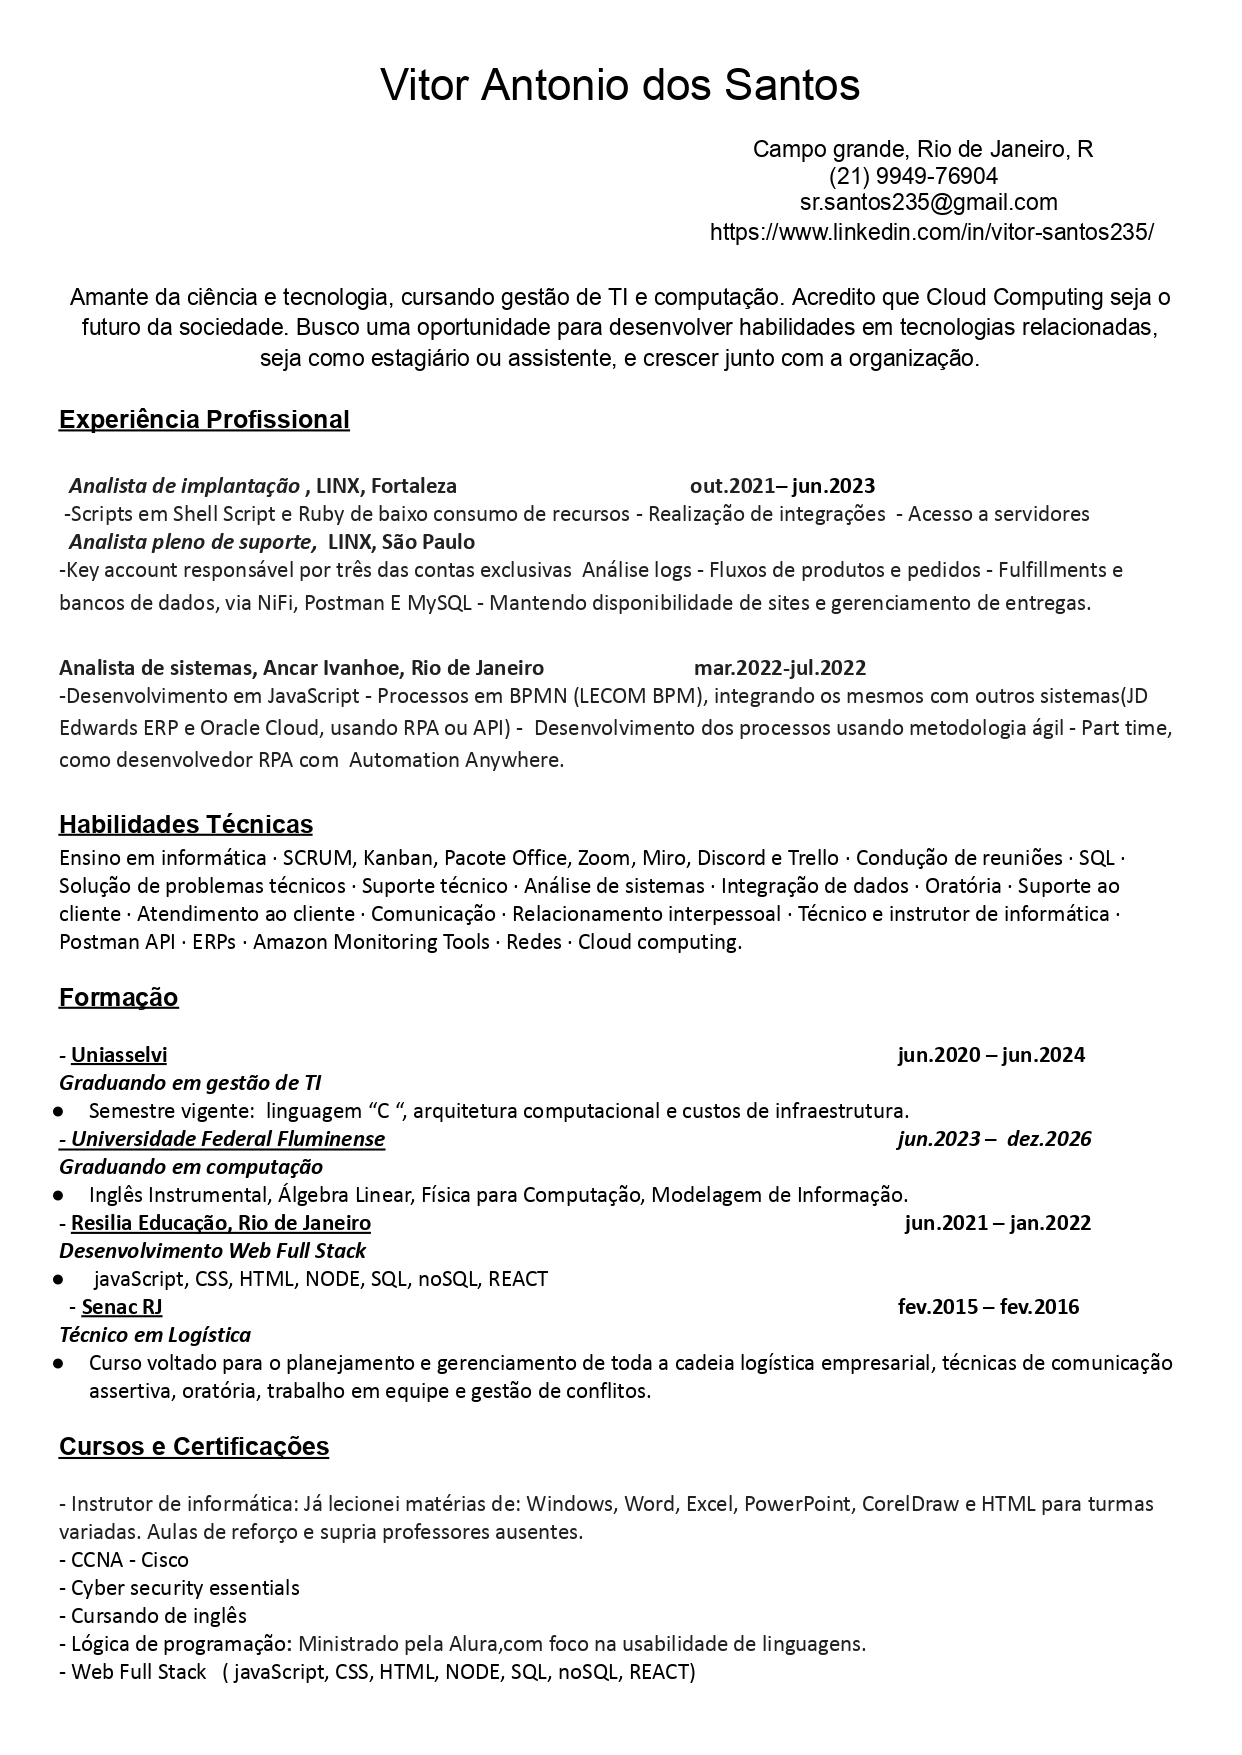 Vitor Antonio dos Santos
Campo grande, Rio de Janeiro, R
(21) 9949-76904
sr.santos235@gmail.com
https://www.linkedin.com/in/vitor-santos235/
Amante da ciência e tecnologia, cursando gestão de TI e computação. Acredito que Cloud Computing seja o
futuro da sociedade. Busco uma oportunidade para desenvolver habilidades em tecnologias relacionadas,
seja como estagiário ou assistente, e crescer junto com a organização.
Experiência Profissional
Analista de implantação , LINX, Fortaleza out.2021– jun.2023
-Scripts em Shell Script e Ruby de baixo consumo de recursos - Realização de integrações - Acesso a servidores
Analista pleno de suporte, LINX, São Paulo
-Key account responsável por três das contas exclusivas Análise logs - Fluxos de produtos e pedidos - Fulfillments e
bancos de dados, via NiFi, Postman E MySQL - Mantendo disponibilidade de sites e gerenciamento de entregas.
Analista de sistemas, Ancar Ivanhoe, Rio de Janeiro mar.2022-jul.2022
-Desenvolvimento em JavaScript - Processos em BPMN (LECOM BPM), integrando os mesmos com outros sistemas(JD
Edwards ERP e Oracle Cloud, usando RPA ou API) - Desenvolvimento dos processos usando metodologia ágil - Part time,
como desenvolvedor RPA com Automation Anywhere.
Habilidades Técnicas
Ensino em informática · SCRUM, Kanban, Pacote Office, Zoom, Miro, Discord e Trello · Condução de reuniões · SQL ·
Solução de problemas técnicos · Suporte técnico · Análise de sistemas · Integração de dados · Oratória · Suporte ao
cliente · Atendimento ao cliente · Comunicação · Relacionamento interpessoal · Técnico e instrutor de informática ·
Postman API · ERPs · Amazon Monitoring Tools · Redes · Cloud computing.
Formação
- Uniasselvi jun.2020 – jun.2024
Graduando em gestão de TI
● Semestre vigente: linguagem “C “, arquitetura computacional e custos de infraestrutura.
- Universidade Federal Fluminense jun.2023 – dez.2026
Graduando em computação
● Inglês Instrumental, Álgebra Linear, Física para Computação, Modelagem de Informação.
- Resilia Educação, Rio de Janeiro jun.2021 – jan.2022
Desenvolvimento Web Full Stack
● javaScript, CSS, HTML, NODE, SQL, noSQL, REACT
- Senac RJ fev.2015 – fev.2016
Técnico em Logística
● Curso voltado para o planejamento e gerenciamento de toda a cadeia logística empresarial, técnicas de comunicação
assertiva, oratória, trabalho em equipe e gestão de conflitos.
Cursos e Certificações
- Instrutor de informática: Já lecionei matérias de: Windows, Word, Excel, PowerPoint, CorelDraw e HTML para turmas
variadas. Aulas de reforço e supria professores ausentes.
- CCNA - Cisco
- Cyber security essentials
- Cursando de inglês
- Lógica de programação: Ministrado pela Alura,com foco na usabilidade de linguagens.
- Web Full Stack ( javaScript, CSS, HTML, NODE, SQL, noSQL, REACT)